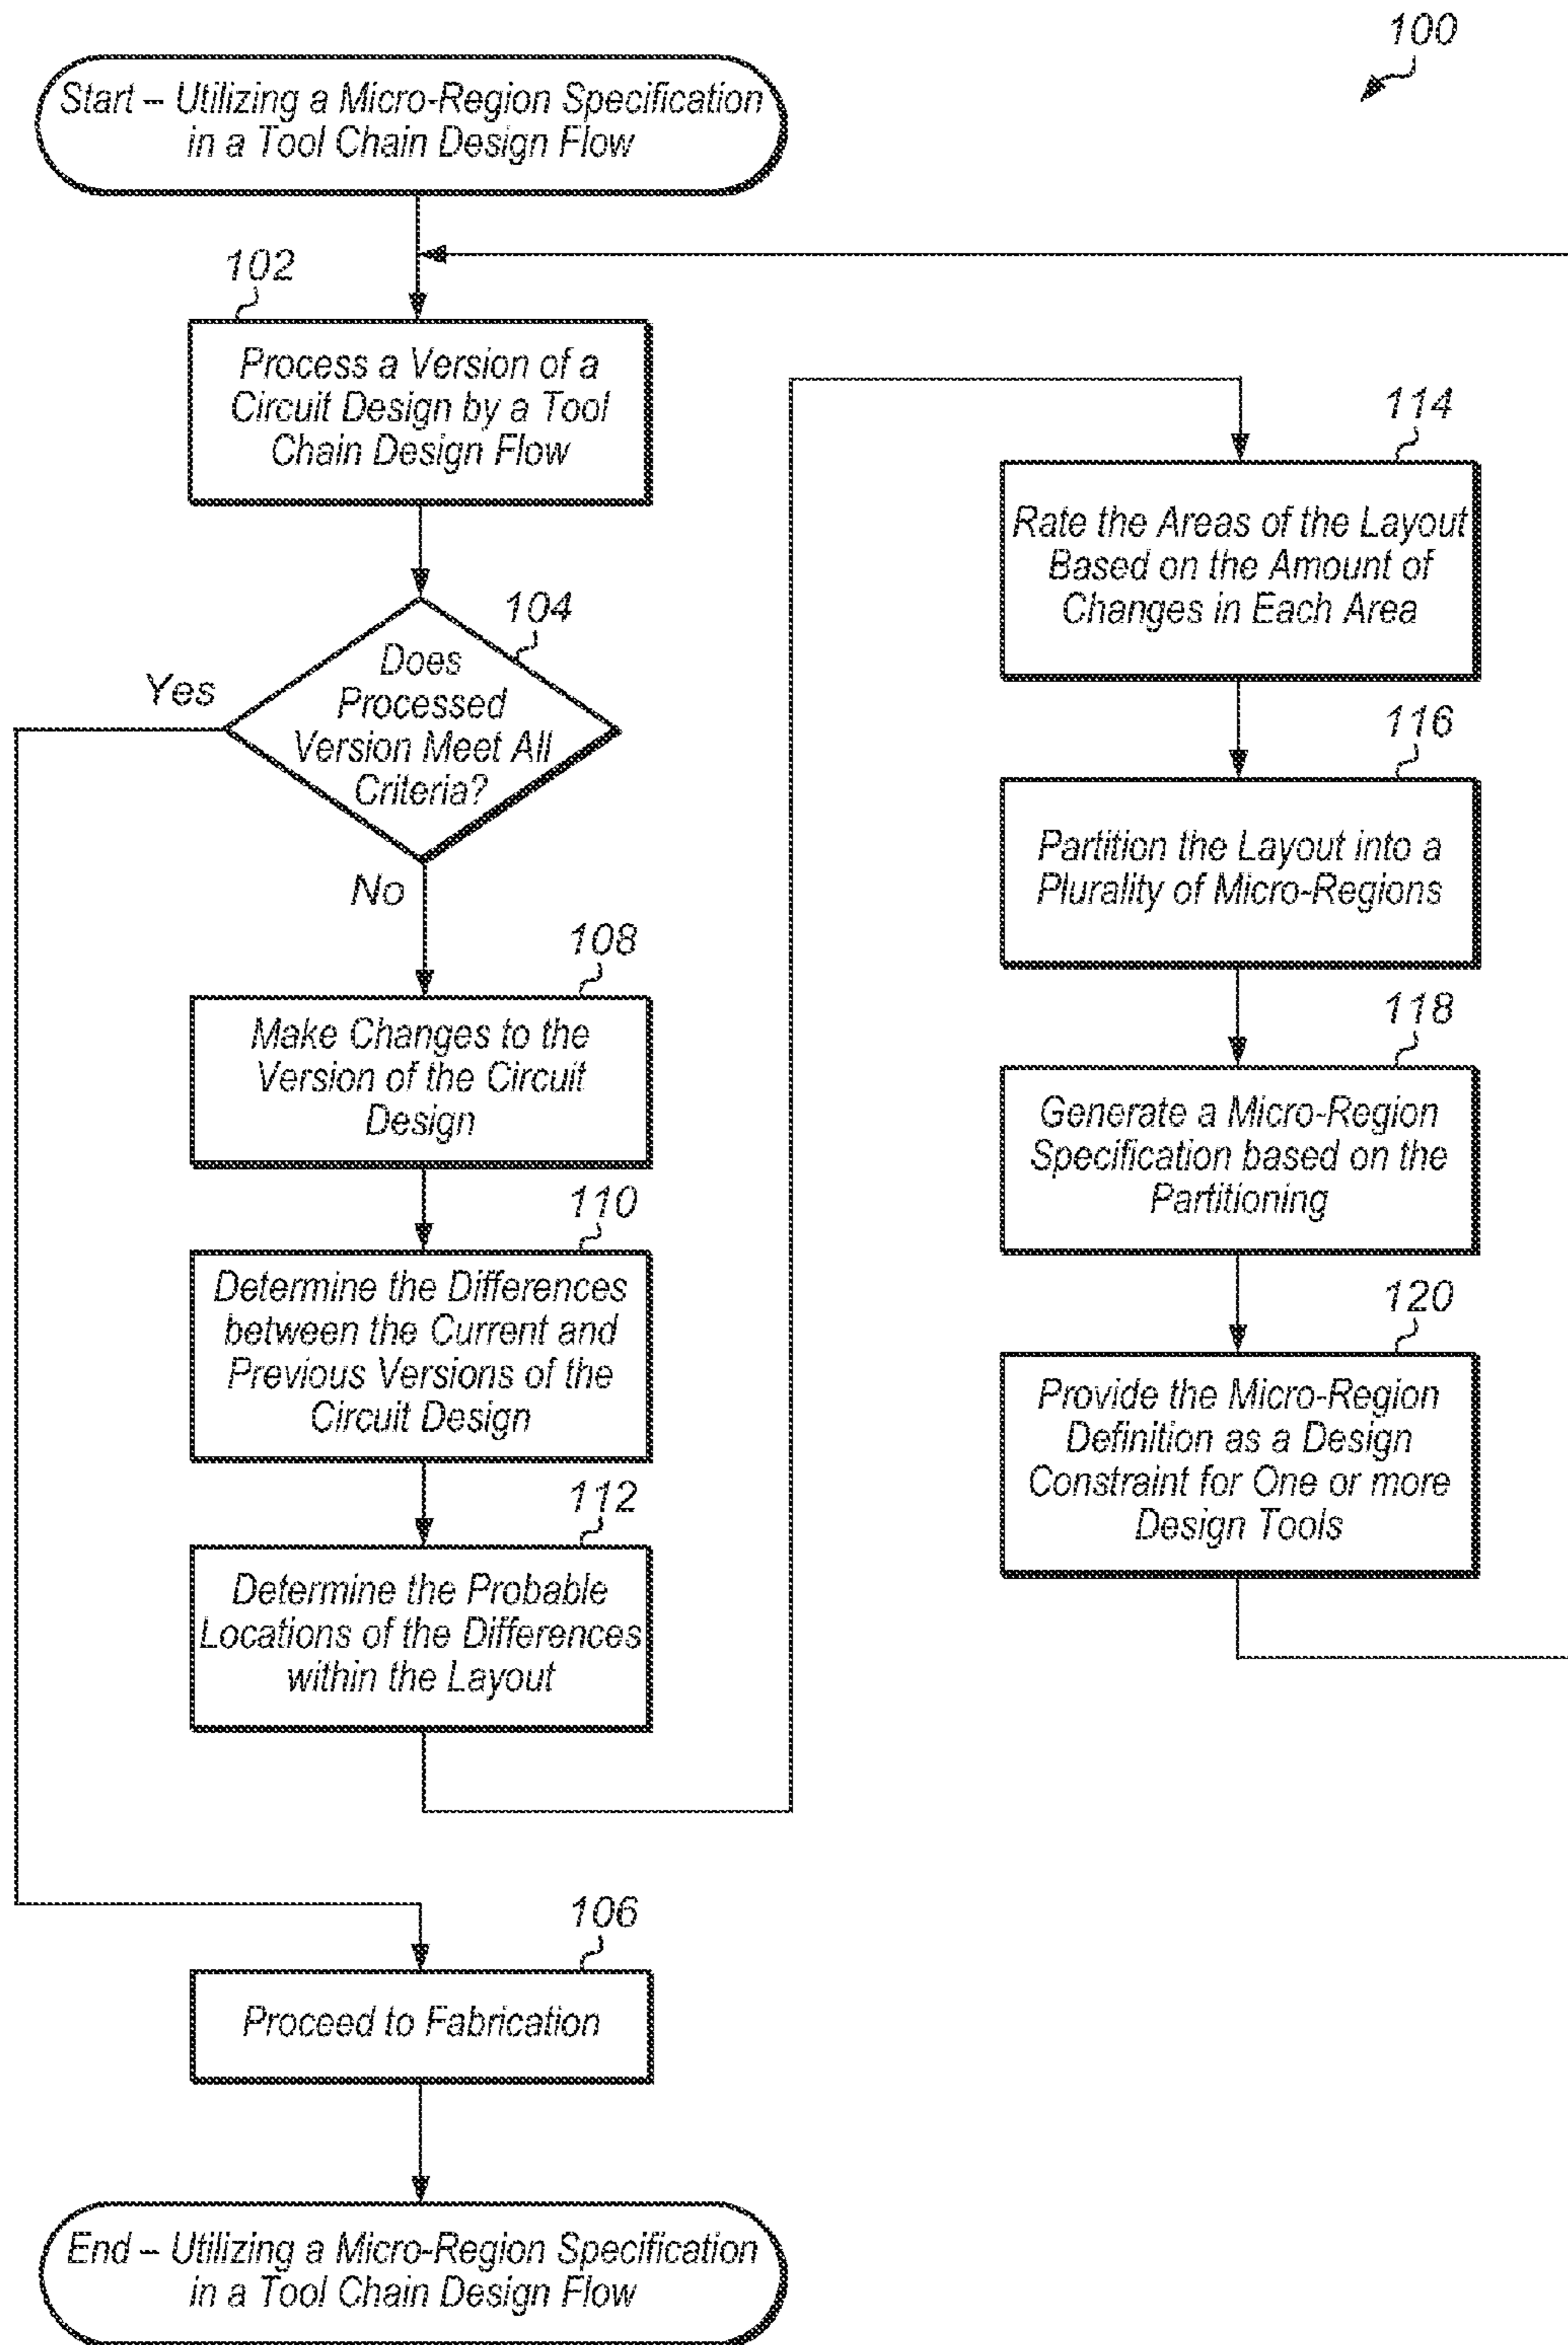 100
Start – Utilizing a Micro-Region Specification
in a Tool Chain Design Flow
102
Process a Version of a
Circuit Design by a Tool
Chain Design Flow
104
Does
Processed
Version Meet All
Criteria?
Yes
No
108
Make Changes to the
Version of the Circuit
Design
110
Determine the Differences
between the Current and
Previous Versions of the
Circuit Design
112
Determine the Probable
Locations of the Differences
within the Layout
114
Rate the Areas of the Layout
Based on the Amount of
Changes in Each Area
116
Partition the Layout into a
Plurality of Micro-Regions
118
Generate a Micro-Region
Specification based on the
Partitioning
120
Provide the Micro-Region
Definition as a Design
Constraint for One or more
Design Tools
106
Proceed to Fabrication
End – Utilizing a Micro-Region Specification
in a Tool Chain Design Flow